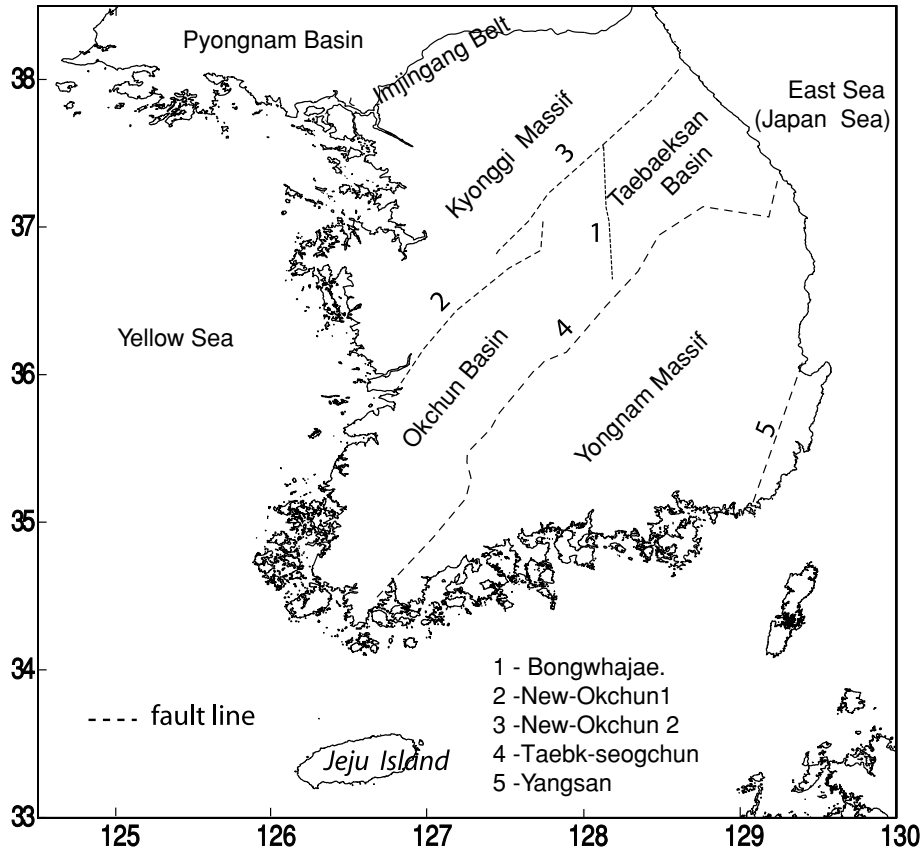 Pyongnam Basin
Imjingang Belt
East Sea
(Japan Sea)
Kyonggi Massif
3
Taebaeksan
Basin
1
2
4
Yellow Sea
Okchun Basin
Yongnam Massif
5
1 - Bongwhajae.
2 -New-Okchun1
3 -New-Okchun 2
4 -Taebk-seogchun
5 -Yangsan
fault line
Jeju Island
38
37
36
35
34
33
125
126
127
128
129
130